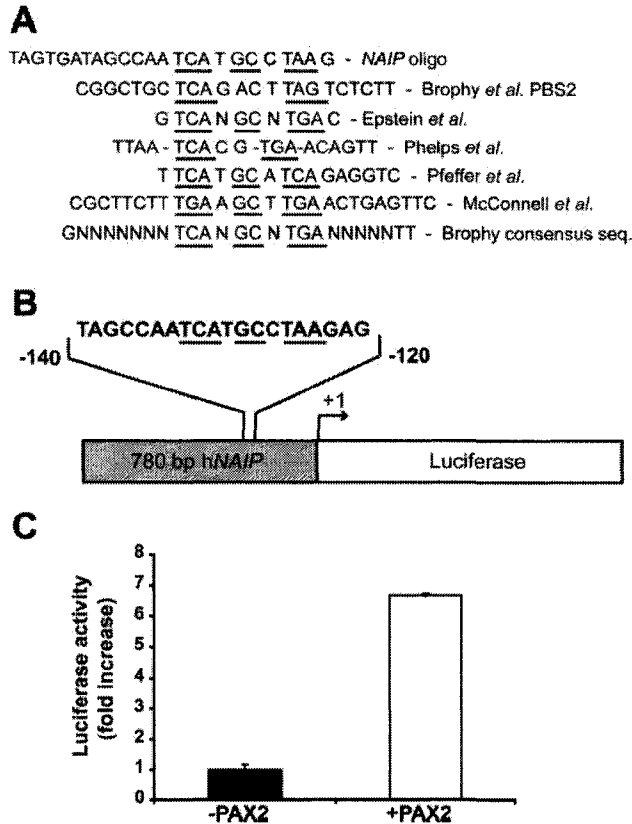 A
TAGTGATAGCCAA TCA T GC C TAA G - NAIP oligo
CGGCTGC TCA G AC T TAG TCTCTT - Brophy et al. PBS2
G TCA N GC N TGA C - Epstein et al.
TTAA - TCA C G - TGA-ACAGTT - Phelps et al.
T TCA T GC A TCA GAGGTC - Pfeffer et al.
CGCTTCTT TGA A GC T TGA ACTGAGTTC - McConnell et al.
GNNNNNNN TCA N GC N TGA NNNNNTT - Brophy consensus seq.
B
TAGCCAATCATGCCTAAGAG
-140
-120
+1
780 bp hNAIP
Luciferase
C
Luciferase activity
(fold increase)
8
7
6
5
4
3
2
1
0
-PAX2
+PAX2